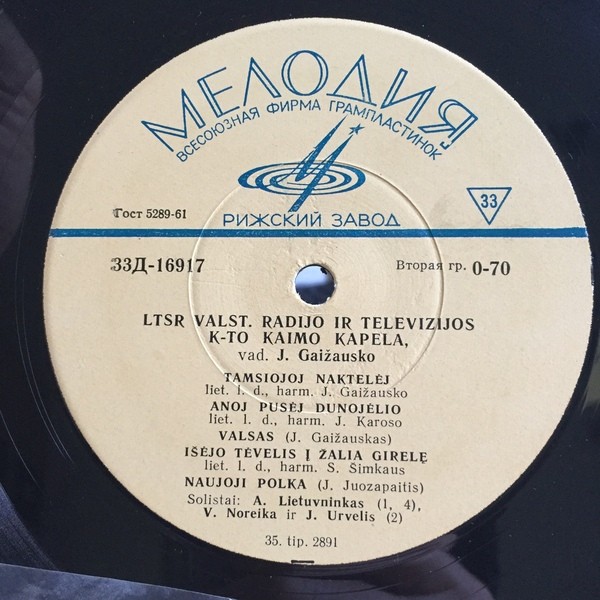 МЕЛОДИЯ
ВСЕСОЮЗНАЯ ФИРМА ГРАМПЛАСТИНОК
Гост 5289-61
33
РИЖСКИЙ ЗАВОД
33Д-16917
Вторая гр. 0-70
LTSR VALST. RADIJO IR TELEVIZIJOS
K-TO KAIMO KAPELA,
vad. J. Gaižausko
TAMSIOJOJ NAKTELĖJ
liet. l. d., harm. J. Gaižausko
ANOJ PUSĖJ DUNOJĖLIO
liet. l. d., harm. J. Karoso
VALSAS (J. Gaižauskas)
IŠĖJO TĖVELIS Į ŽALIA GIRELĘ
liet. l. d., harm. S. Šimkaus
NAUJOJI POLKA (J. Juozapaitis)
Solistai: A. Lietuvninkas (1, 4),
V. Noreika ir J. Urvelis (2)
35. tip. 2891